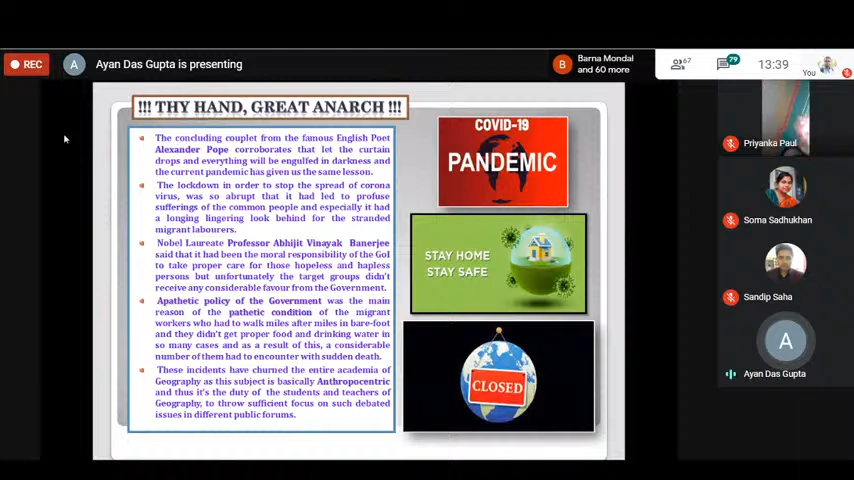 REC
A
Ayan Das Gupta is presenting
B
Barna Mondal
and 60 more
67
79
13:39
You
!!! THY HAND, GREAT ANARCH !!!
The concluding couplet from the famous English Poet
Alexander Pope corroborates that let the curtain
drops and everything will be engulfed in darkness and
the current pandemic has given us the same lesson.
The lockdown in order to stop the spread of corona
virus, was so abrupt that it had led to profuse
sufferings of the common people and especially it had
a longing lingering look behind for the stranded
migrant labourers.
Nobel Laureate Professor Abhijit Vinayak Banerjee
said that it had been the moral responsibility of the GoI
to take proper care for those hopeless and hapless
persons but unfortunately the target groups didn't
receive any considerable favour from the Government.
Apathetic policy of the Government was the main
reason of the pathetic condition of the migrant
workers who had to walk miles after miles in bare-foot
and they didn't get proper food and drinking water in
so many cases and as a result of this, a considerable
number of them had to encounter with sudden death.
These incidents have churned the entire academia of
Geography as this subject is basically Anthropocentric
and thus it's the duty of the students and teachers of
Geography, to throw sufficient focus on such debated
issues in different public forums.
COVID-19
PANDEMIC
STAY HOME
STAY SAFE
CLOSED
Priyanka Paul
Soma Sadhukhan
Sandip Saha
A
Ayan Das Gupta